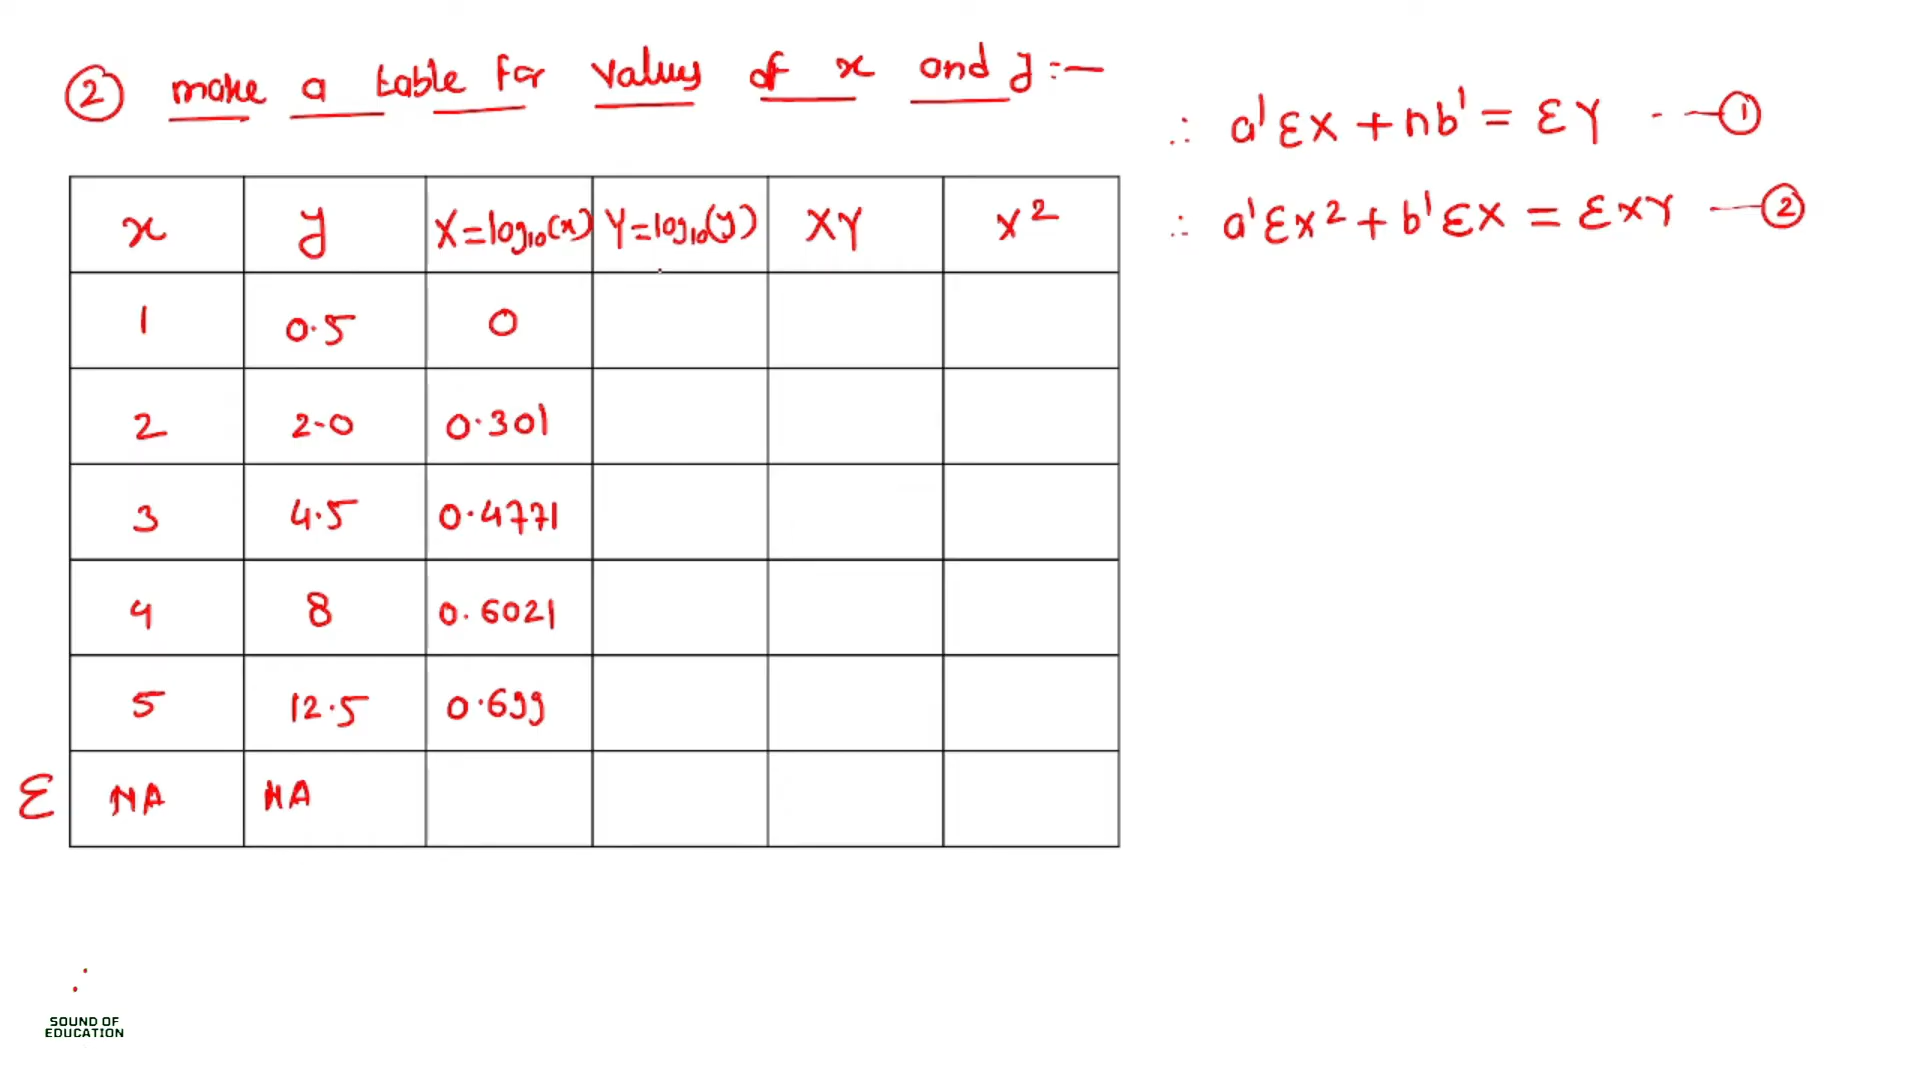 ② make a table for values of x and y :-
∴ a'ΣX + nb' = ΣY --- ①
∴ a'Σx² + b'ΣX = ΣXY — ②
x y X=log₁₀(x) Y=log₁₀(y) XY X²
1 0.5 0
2 2.0 0.301
3 4.5 0.4771
4 8 0.6021
5 12.5 0.699
Σ NA NA
SOUND OF
EDUCATION